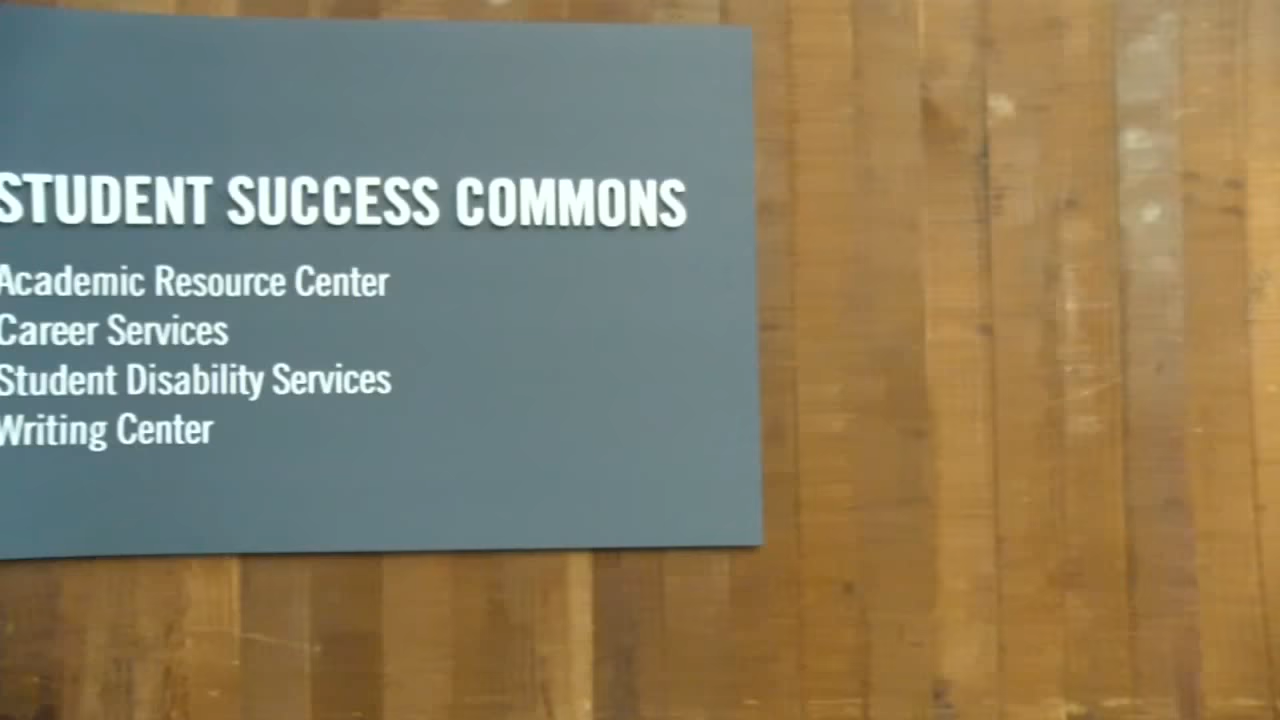 STUDENT SUCCESS COMMONS
Academic Resource Center
Career Services
Student Disability Services
Writing Center